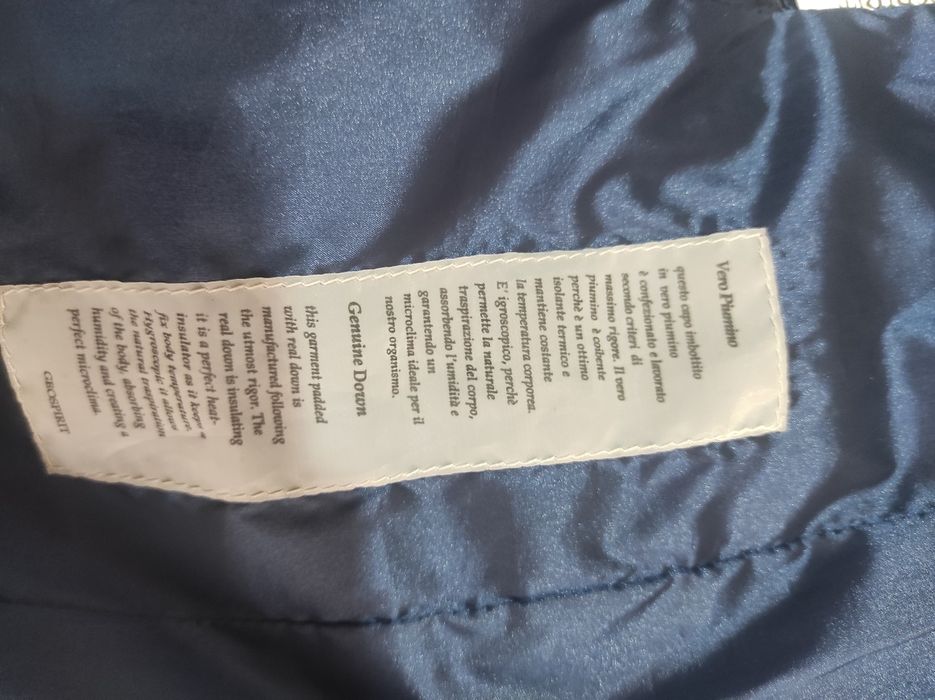 Vero Piumino
questo capo imbottito
in vero piumino
è confezionato e lavorato
secondo criteri di
massimo rigore. Il vero
piumino è coibente
perchè è un ottimo
isolante termico e
mantiene costante
la temperatura corporea.
E' igroscopico, perchè
permette la naturale
traspirazione del corpo,
assorbendo l'umidità e
garantendo un
microclima ideale per il
nostro organismo.
Genuine Down
this garment padded
with real down is
manufactured following
the utmost rigor. The
real down is insulating
it is a perfect heat-
insulator as it keeps a
fix body temperature.
Hygroscopic it allows
the natural traspiration
of the body, absorbing
humidity and creating a
perfect microclima.
GEOSPIRIT